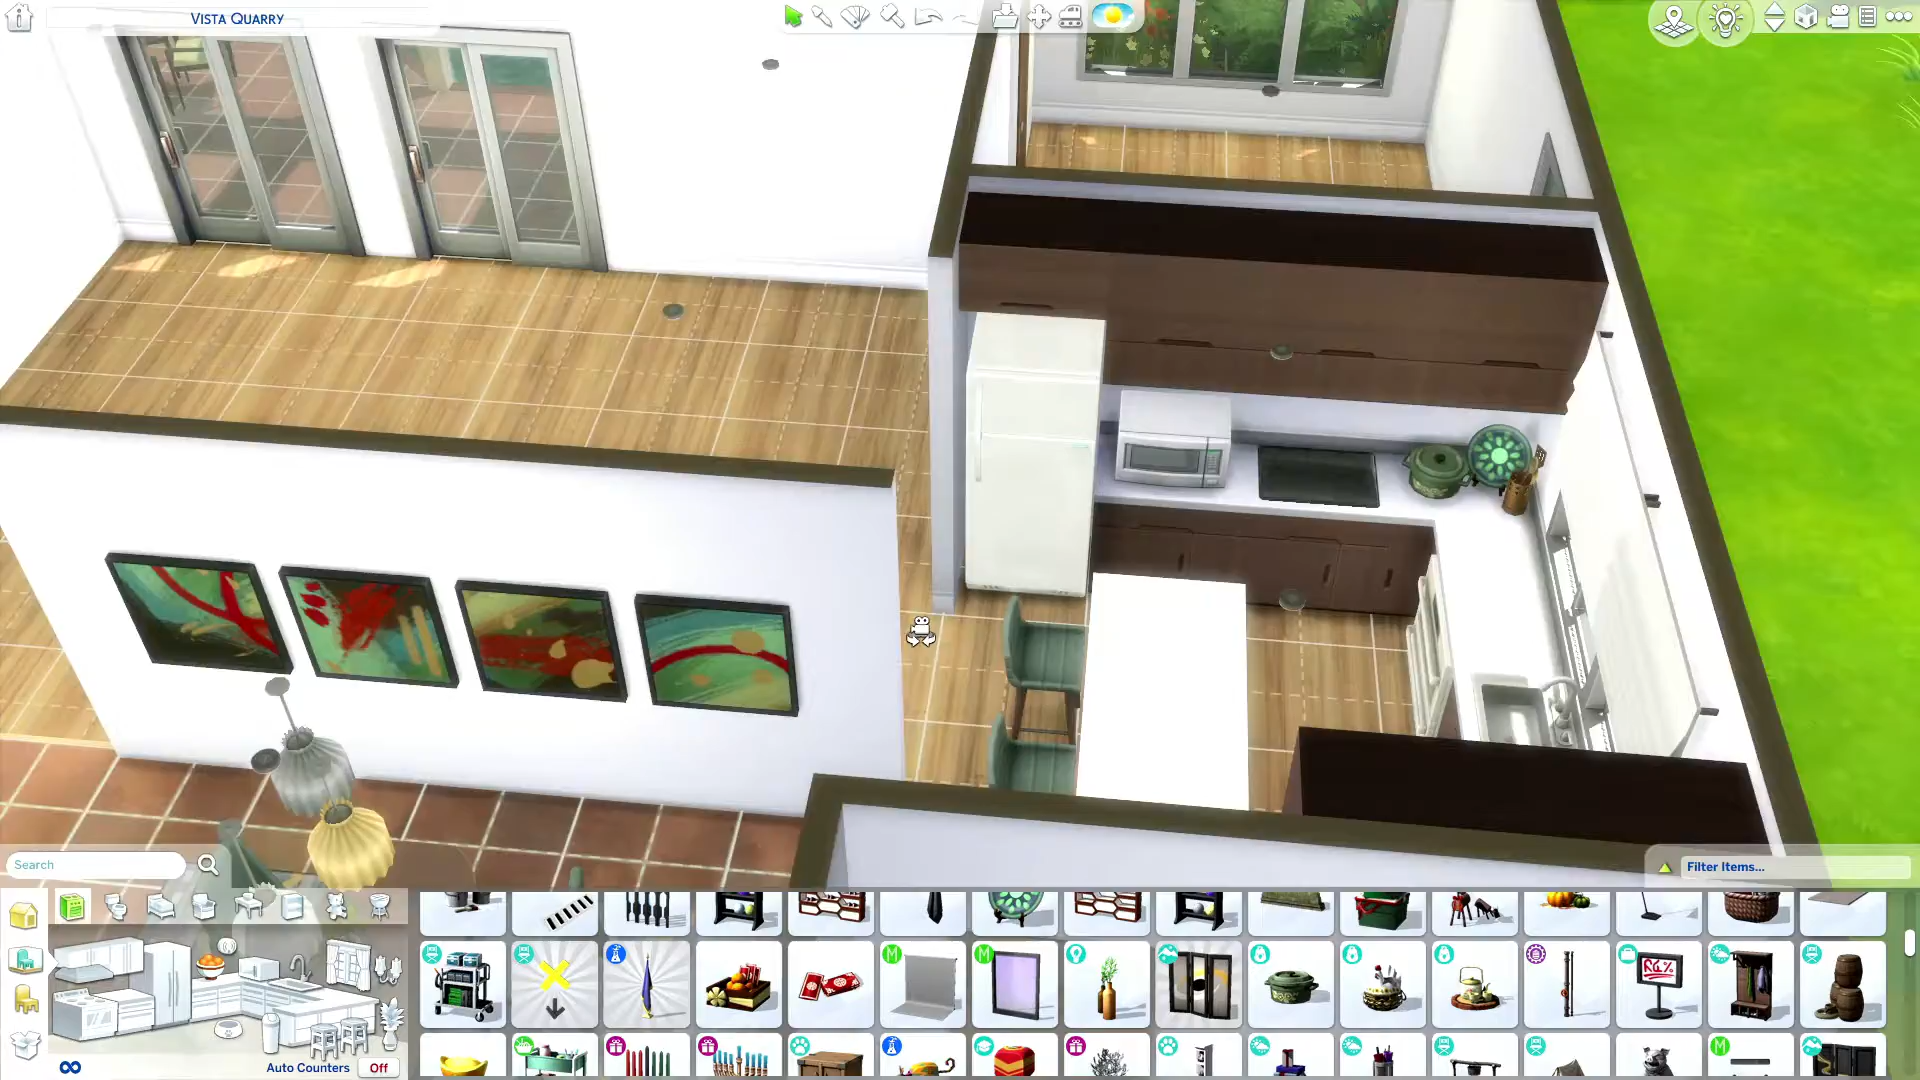 VISTA QUARRY
Search
Filter Items...
M
M
M
Auto Counters
Off